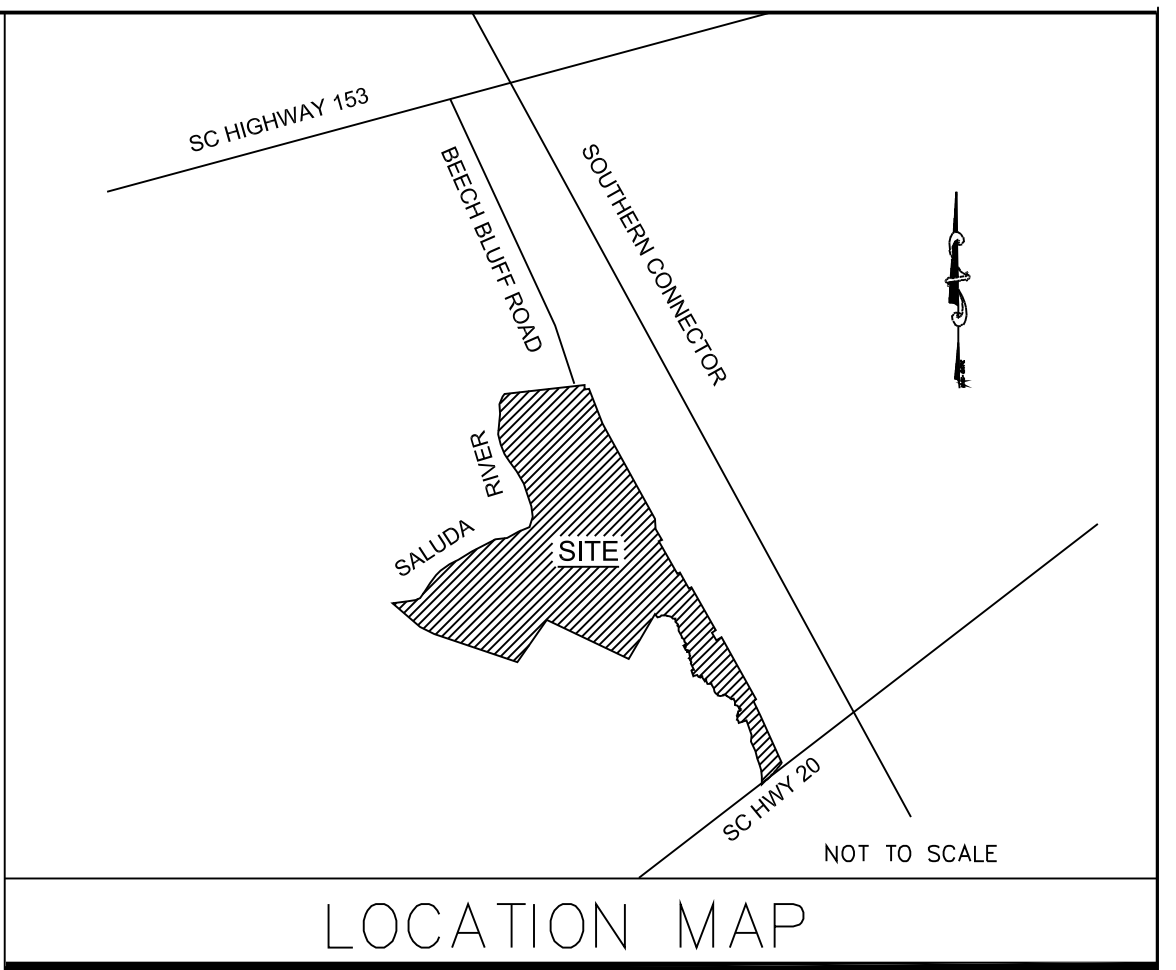 SC HIGHWAY 153
BEECH BLUFF ROAD
SOUTHERN CONNECTOR
SALUDA RIVER
SITE
SC HWY 20
NOT TO SCALE
LOCATION MAP